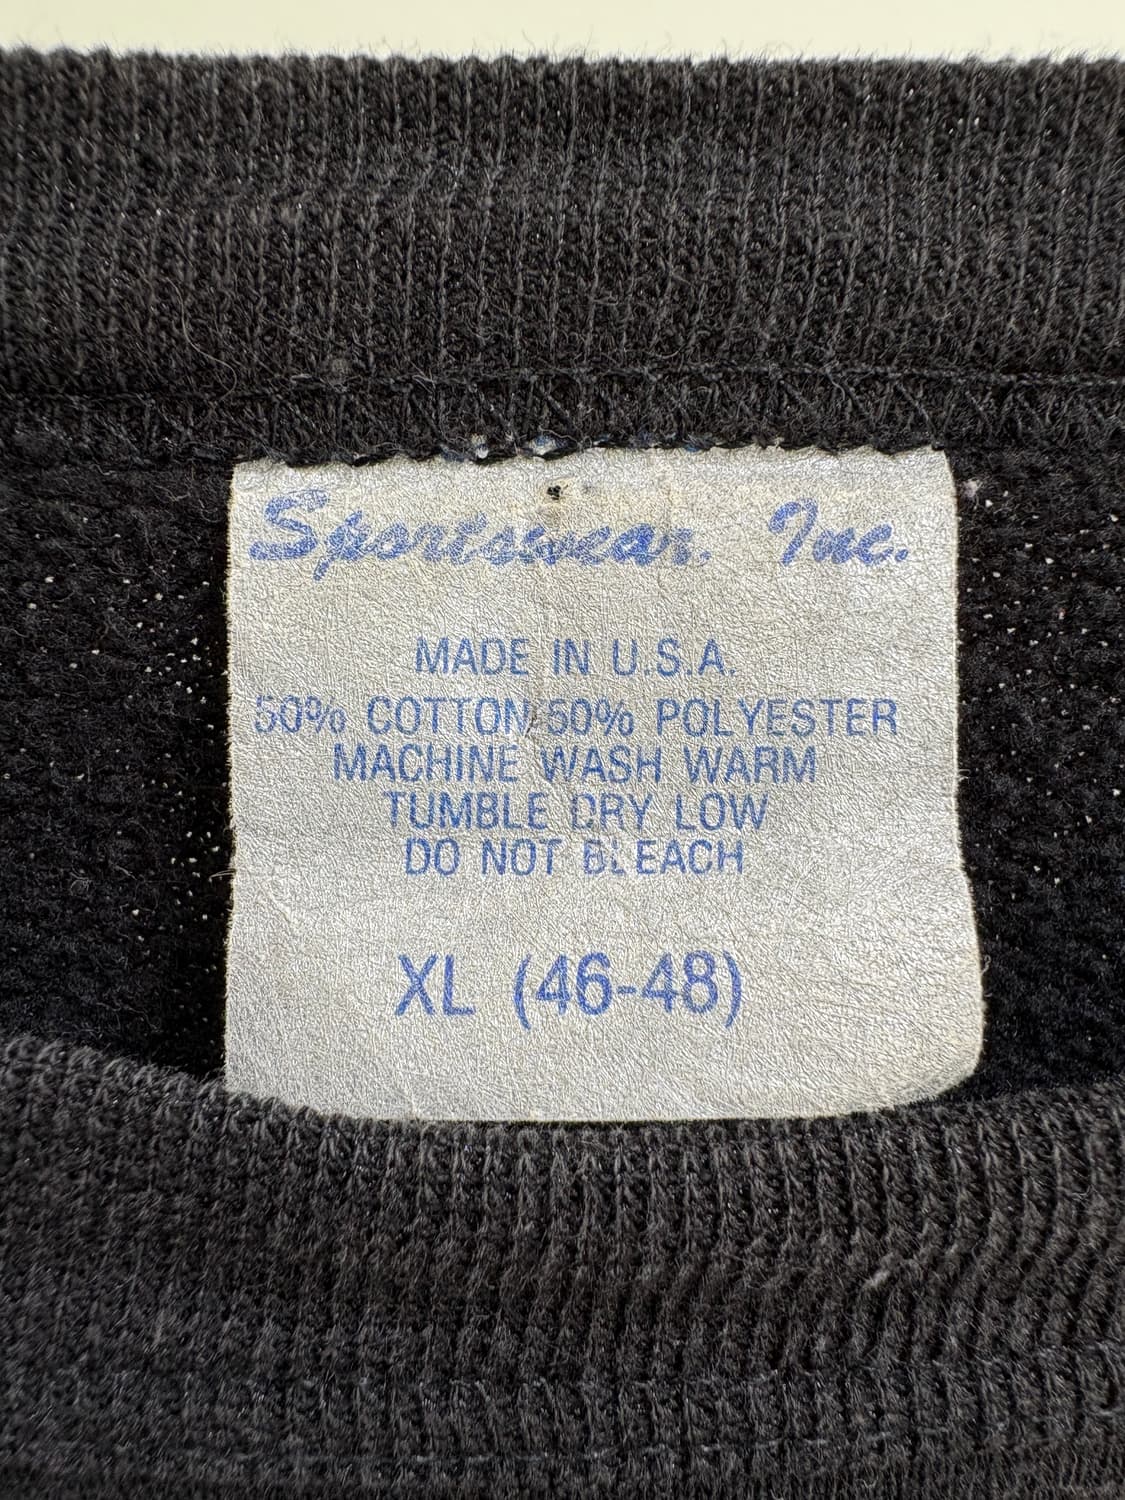 Sportswear. Inc.
MADE IN U.S.A.
50% COTTON/50% POLYESTER
MACHINE WASH WARM
TUMBLE DRY LOW
DO NOT BLEACH
XL (46-48)